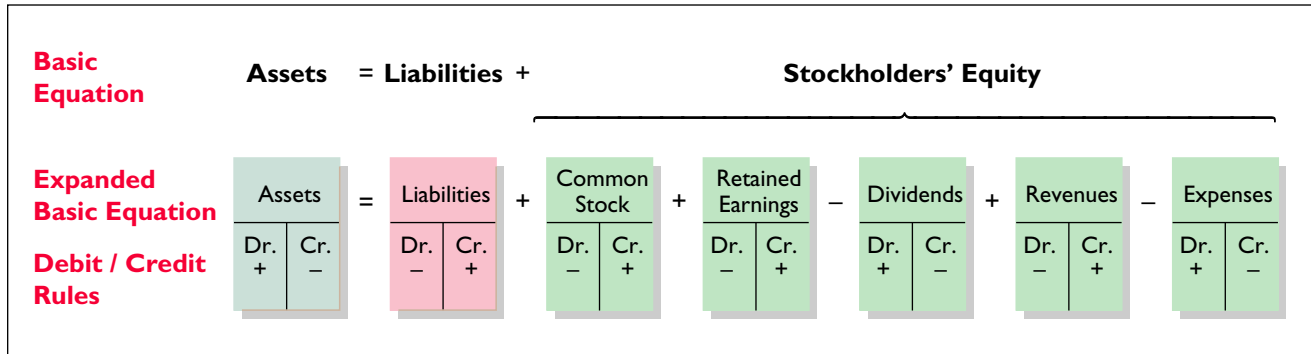 Basic
Equation
Assets = Liabilities + Stockholders’ Equity
Expanded
Basic Equation
Assets = Liabilities + Common Stock + Retained Earnings – Dividends + Revenues – Expenses
Debit / Credit
Rules
Dr. Cr. Dr. Cr. Dr. Cr. Dr. Cr. Dr. Cr. Dr. Cr. Dr. Cr.
+ – – + – + – + + – – + + –